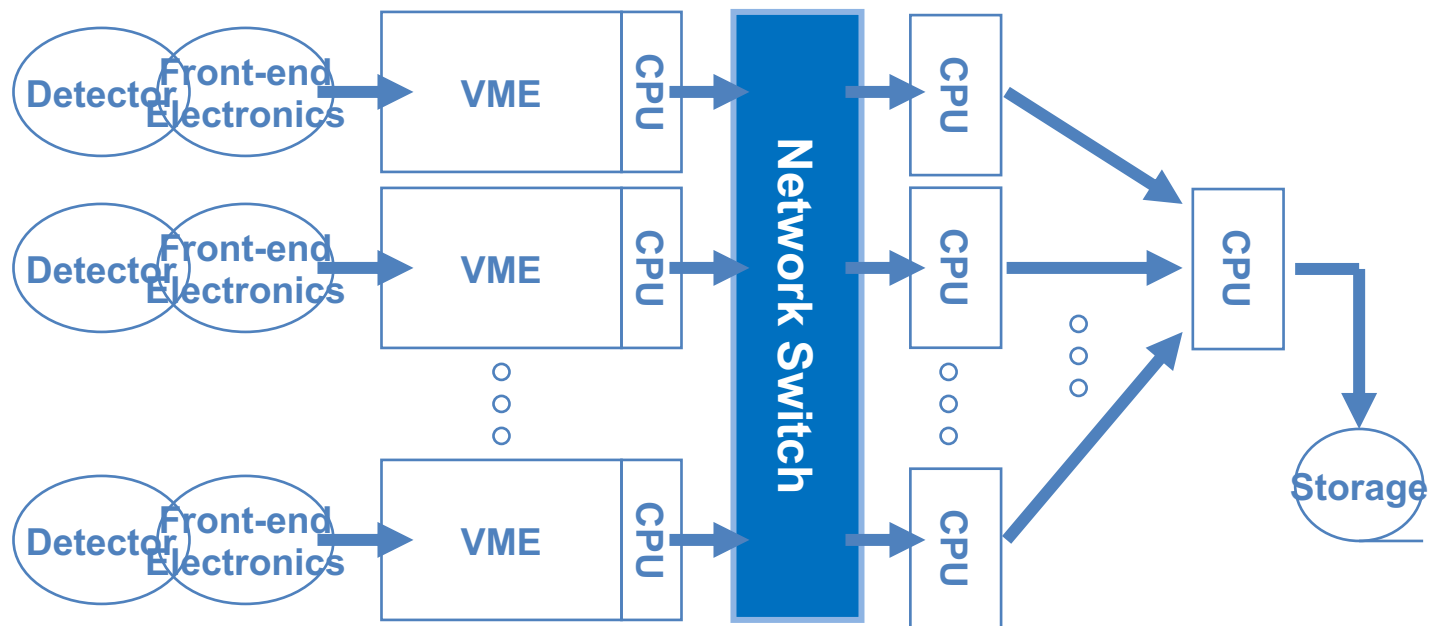 Detector
Front-end
Electronics
VME
CPU
Detector
Front-end
Electronics
VME
CPU
Detector
Front-end
Electronics
VME
CPU
Network Switch
CPU
CPU
CPU
CPU
Storage